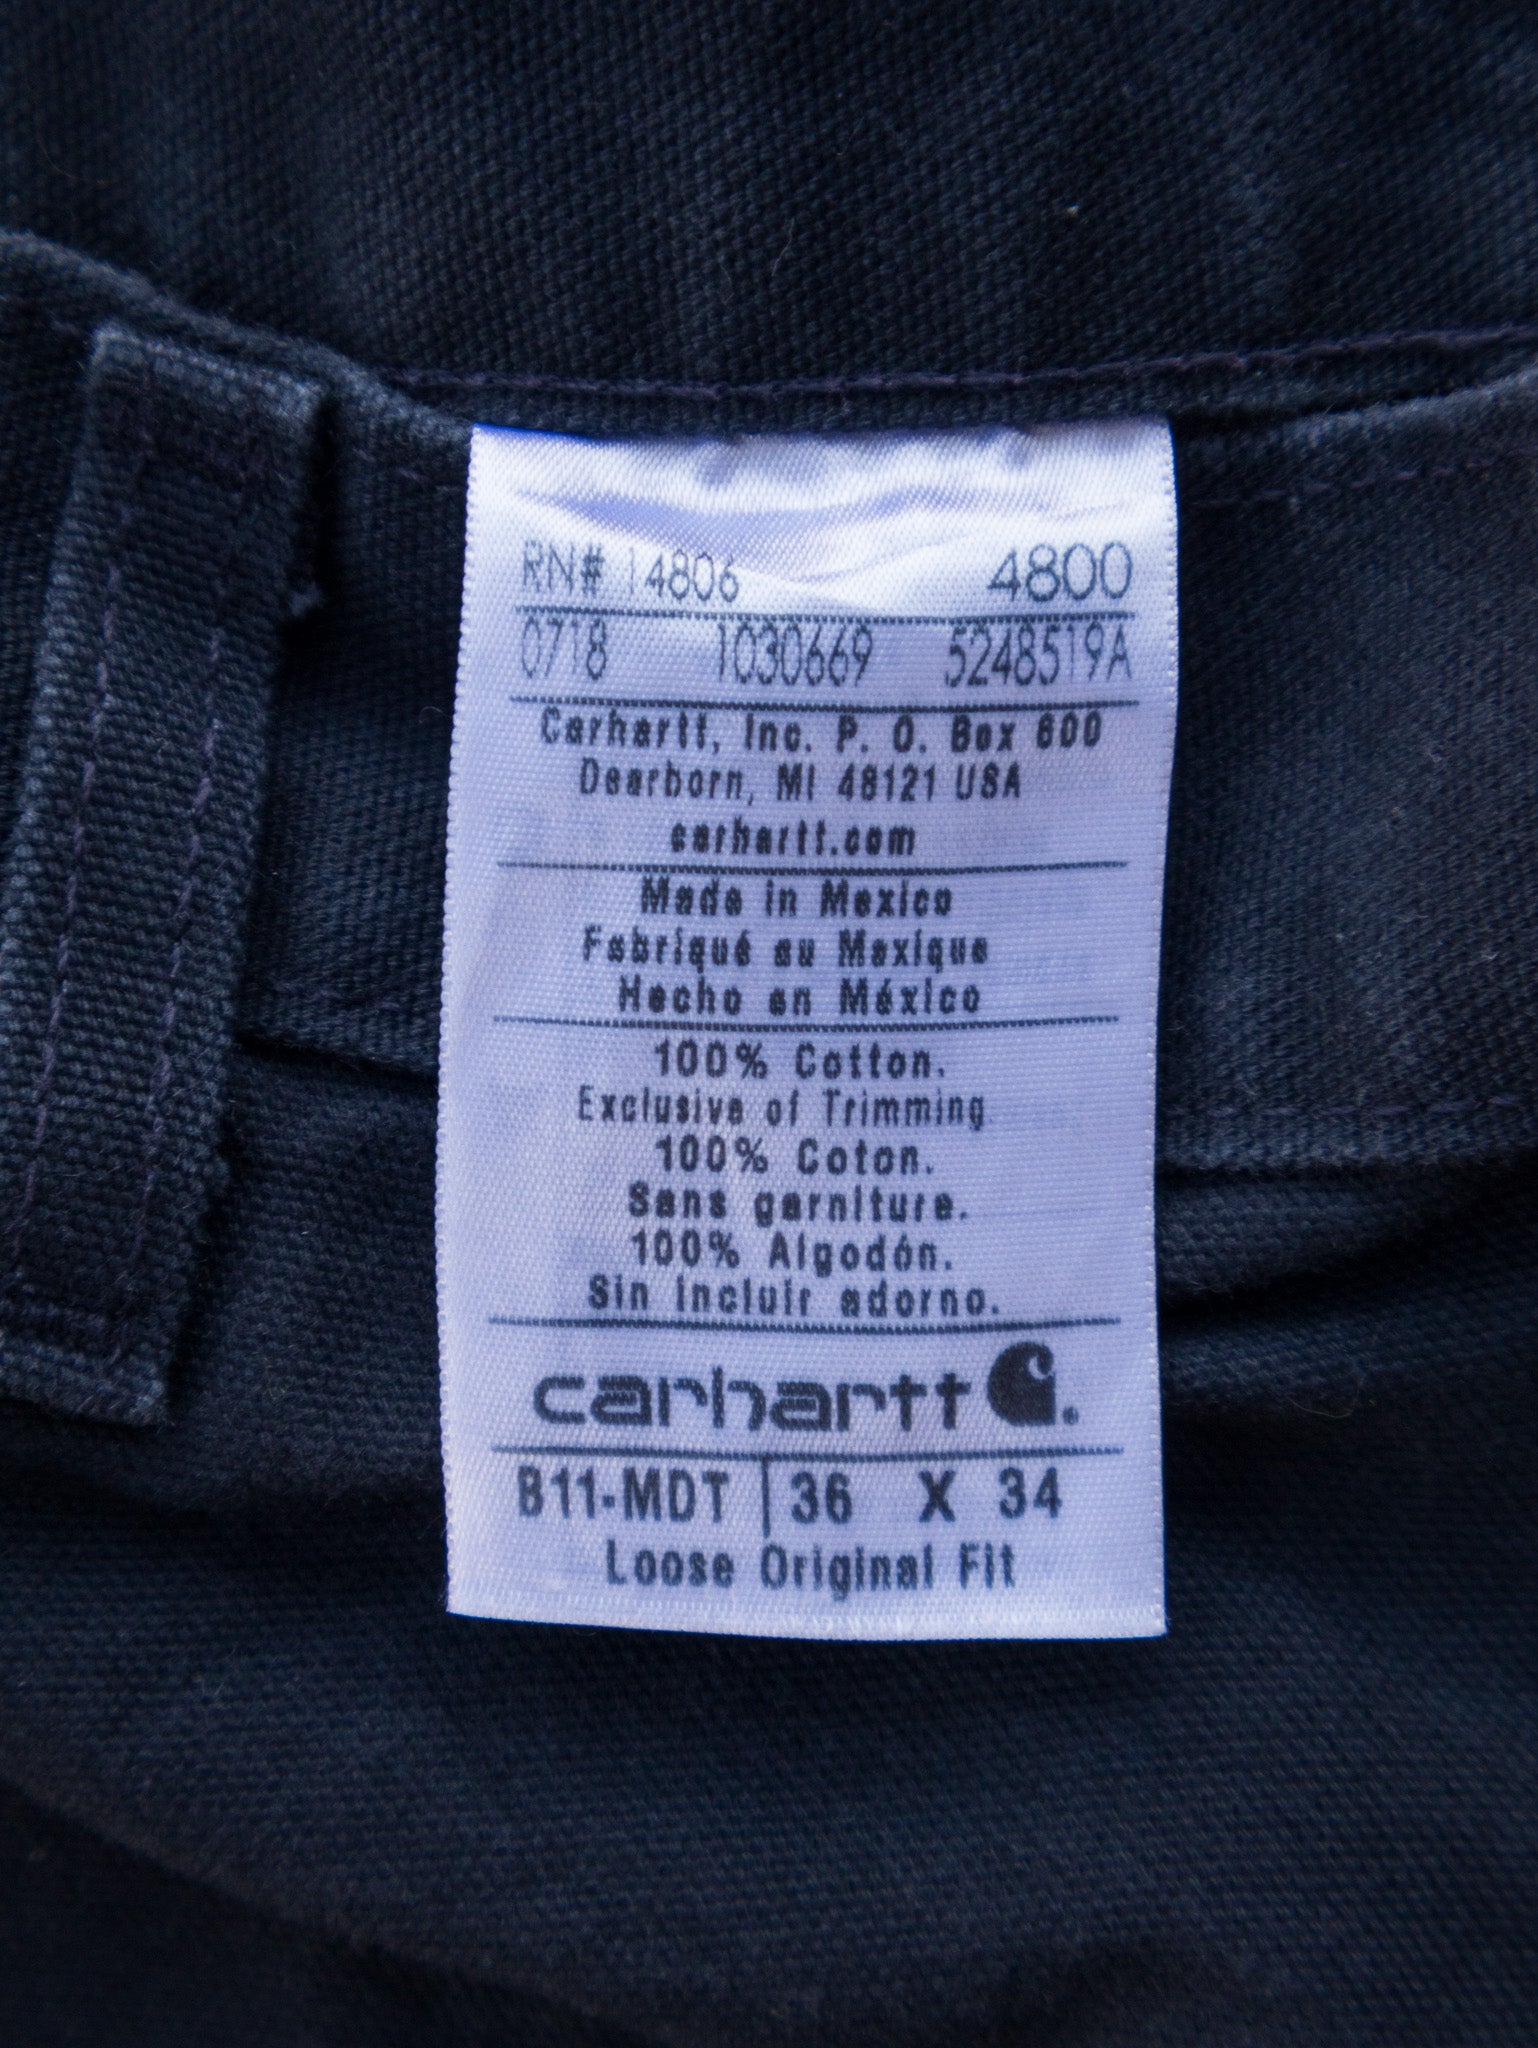 RN# 14806 4800
0718 1030669 5248519A
Carhartt, Inc. P. O. Box 600
Dearborn, MI 48121 USA
carhartt.com
Made in Mexico
Fabriqué au Mexique
Hecho en México
100% Cotton.
Exclusive of Trimming
100% Coton.
Sans garniture.
100% Algodón.
Sin incluir adorno.
carhartt
B11-MDT | 36 X 34
Loose Original Fit